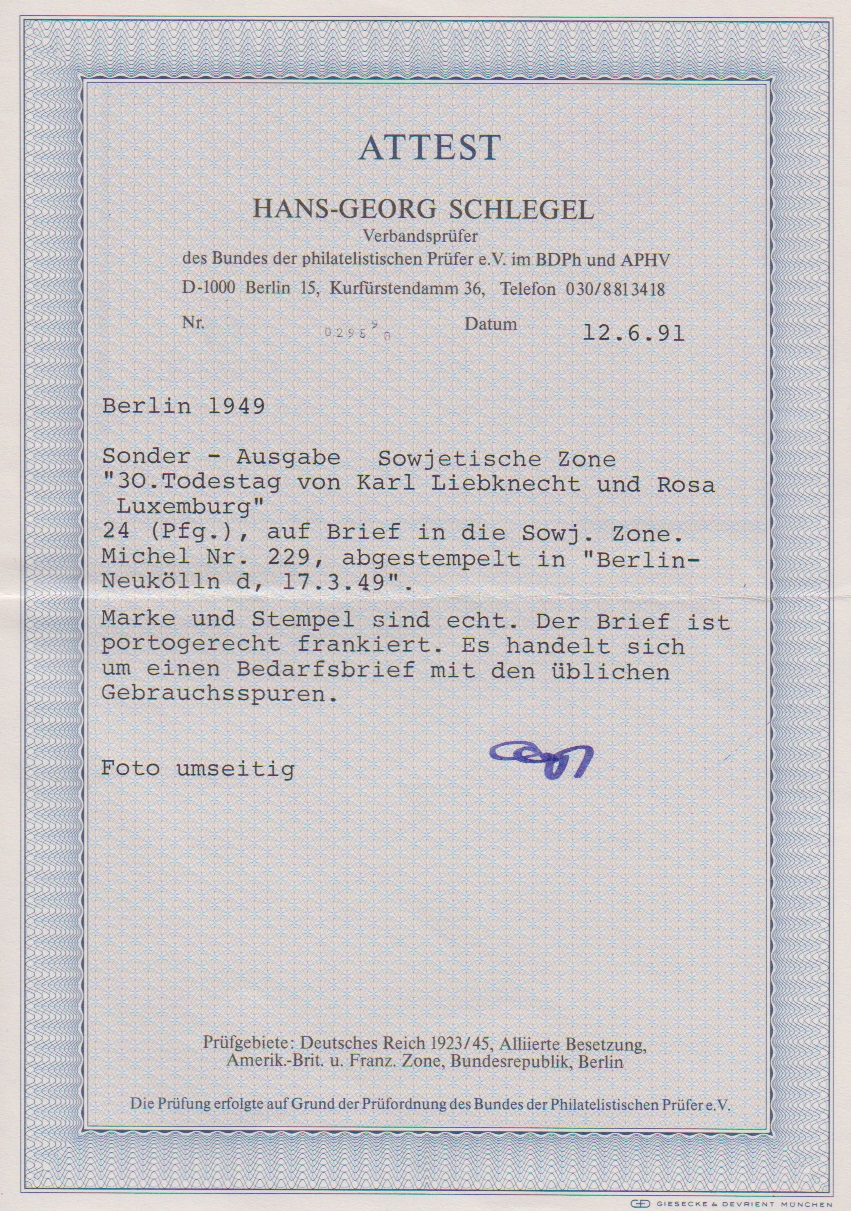 ATTEST
HANS-GEORG SCHLEGEL
Verbandsprüfer
des Bundes der philatelistischen Prüfer e.V. im BDPh und APHV
D-1000 Berlin 15, Kurfürstendamm 36, Telefon 030/8813418
Nr. Datum 12.6.91
Berlin 1949
Sonder - Ausgabe Sowjetische Zone
"30.Todestag von Karl Liebknecht und Rosa
Luxemburg"
24 (Pfg.), auf Brief in die Sowj. Zone.
Michel Nr. 229, abgestempelt in "Berlin-
Neukölln d, 17.3.49".
Marke und Stempel sind echt. Der Brief ist
portogerecht frankiert. Es handelt sich
um einen Bedarfsbrief mit den üblichen
Gebrauchsspuren.
Foto umseitig
Prüfgebiete: Deutsches Reich 1923/45, Alliierte Besetzung,
Amerik.-Brit. u. Franz. Zone, Bundesrepublik, Berlin
Die Prüfung erfolgte auf Grund der Prüfordnung des Bundes der Philatelistischen Prüfer e.V.
GIESECKE & DEVRIENT MÜNCHEN